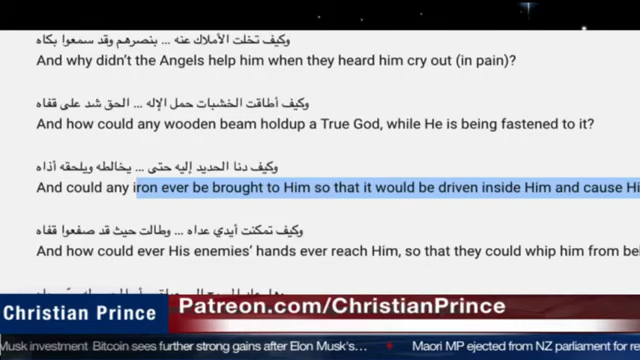 وكيف تخلت الأملاك عنه ... بنصرهم وقد سمعوا بكاه
And why didn't the Angels help him when they heard him cry out (in pain)?
وكيف أطاقت الخشبات حمل الإله ... الحق شد على قفاه
And how could any wooden beam holdup a True God, while He is being fastened to it?
وكيف دنا الحديد إليه حتى ... يخالطه ويلحقه أذاه
And could any iron ever be brought to Him so that it would be driven inside Him and cause Hi
وكيف تمكنت أيدي عداه ... وطالت حيث قد صفعوا قفاه
And how could ever His enemies' hands ever reach Him, so that they could whip him from bel
Christian Prince
Patreon.com/ChristianPrince
Musk investment Bitcoin sees further strong gains after Elon Musk's... Maori MP ejected from NZ parliament for re